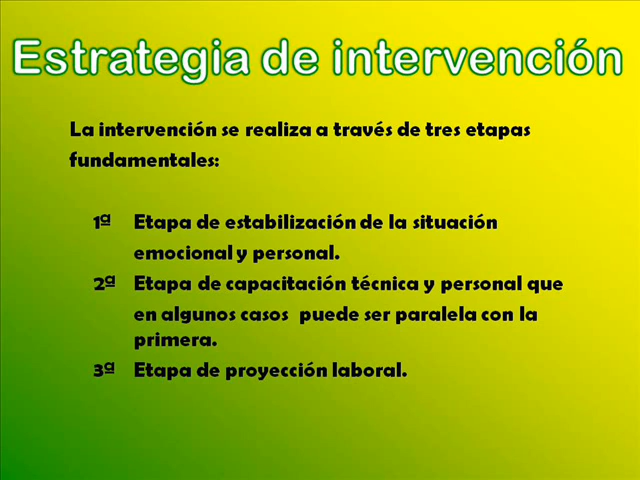 Estrategia de intervención
La intervención se realiza a través de tres etapas
fundamentales:
1ª Etapa de estabilización de la situación
emocional y personal.
2ª Etapa de capacitación técnica y personal que
en algunos casos puede ser paralela con la
primera.
3ª Etapa de proyección laboral.